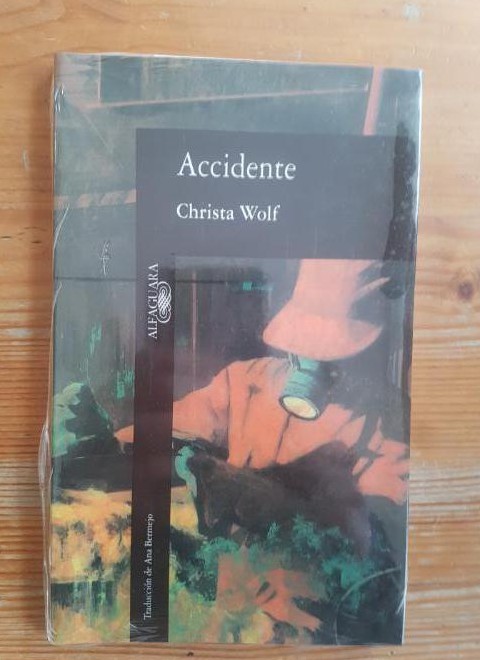 Accidente
Christa Wolf
ALFAGUARA
Traducción de Ana Bermejo